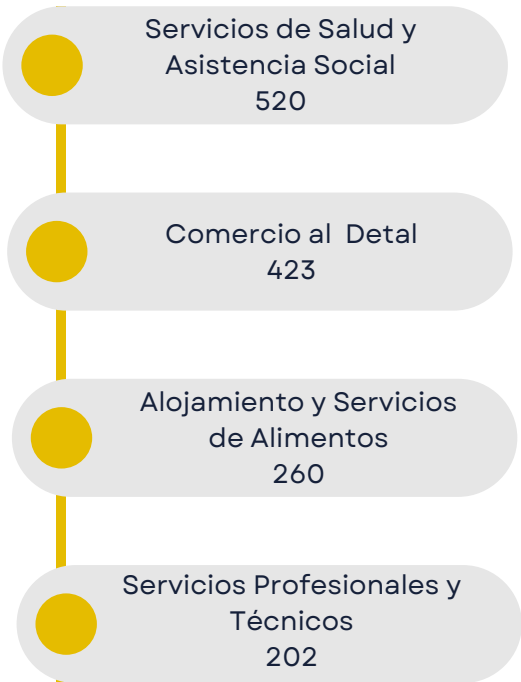 Servicios de Salud y
Asistencia Social
520
Comercio al  Detal
423
Alojamiento y Servicios
de Alimentos
260
Servicios Profesionales y
Técnicos
202